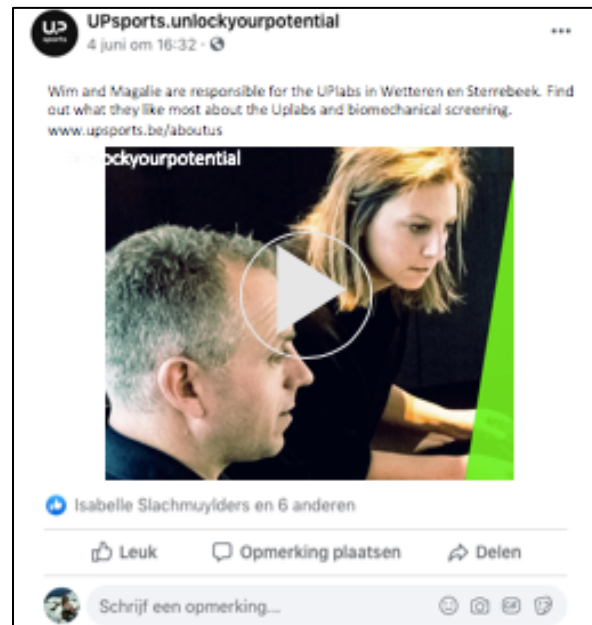 UP
sports
UPsports.unlockyourpotential
4 juni om 16:32 ·
Wim and Magalie are responsible for the UPlabs in Wetteren en Sterrebeek. Find
out what they like most about the Uplabs and biomechanical screening.
www.upsports.be/aboutus
ockyourpotential
Isabelle Slachmuylders en 6 anderen
Leuk
Opmerking plaatsen
Delen
Schrijf een opmerking...
GIF